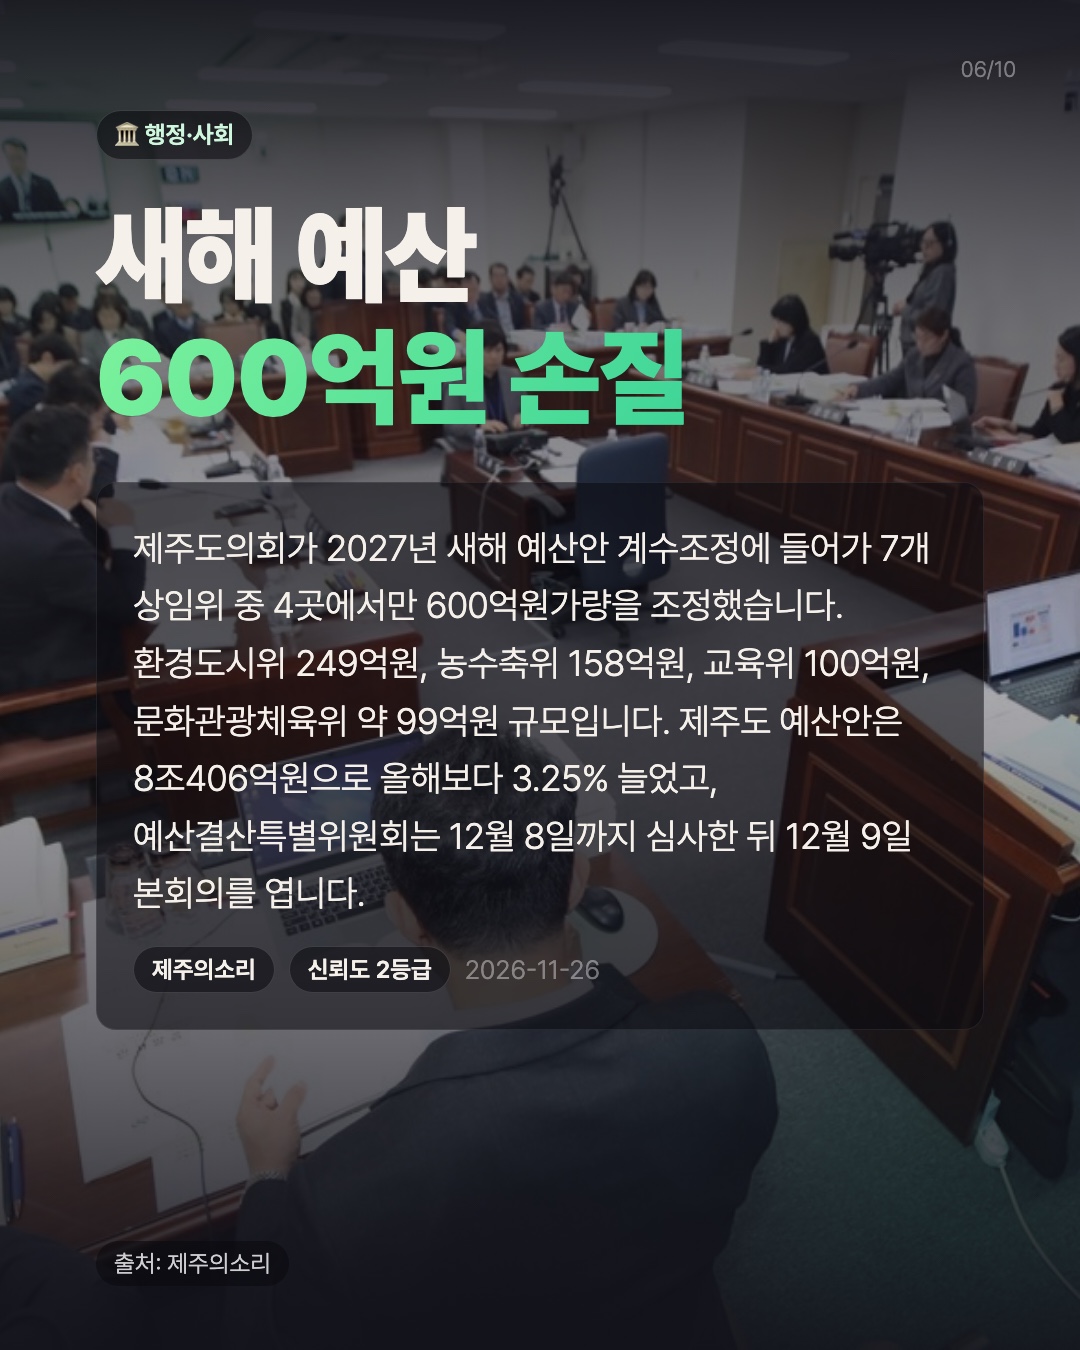 06/10
🏛️ 행정·사회
새해 예산
600억원 손질
제주도의회가 2027년 새해 예산안 계수조정에 들어가 7개
상임위 중 4곳에서만 600억원가량을 조정했습니다.
환경도시위 249억원, 농수축위 158억원, 교육위 100억원,
문화관광체육위 약 99억원 규모입니다. 제주도 예산안은
8조406억원으로 올해보다 3.25% 늘었고,
예산결산특별위원회는 12월 8일까지 심사한 뒤 12월 9일
본회의를 엽니다.
제주의소리 신뢰도 2등급 2026-11-26
출처: 제주의소리